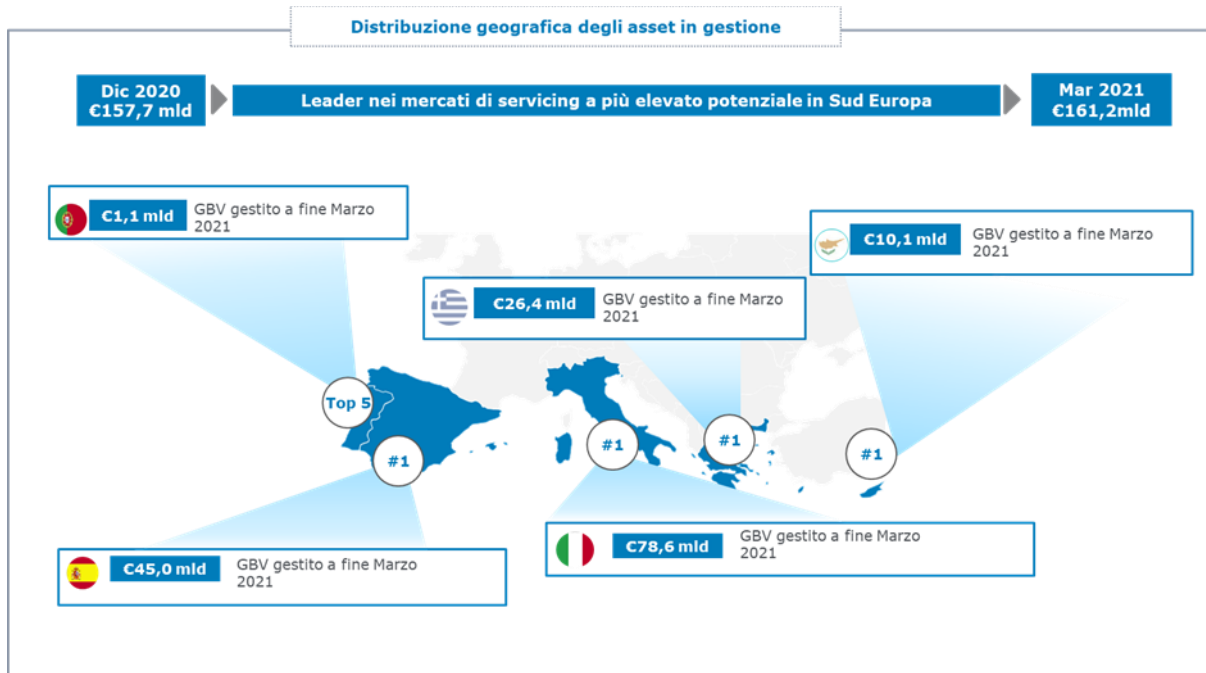 Distribuzione geografica degli asset in gestione
Dic 2020
€157,7 mld
Leader nei mercati di servicing a più elevato potenziale in Sud Europa
Mar 2021
€161,2mld
€1,1 mld
GBV gestito a fine Marzo
2021
€10,1 mld
GBV gestito a fine Marzo
2021
€26,4 mld
GBV gestito a fine Marzo
2021
Top 5
#1
#1
#1
#1
€45,0 mld
GBV gestito a fine Marzo
2021
€78,6 mld
GBV gestito a fine Marzo
2021